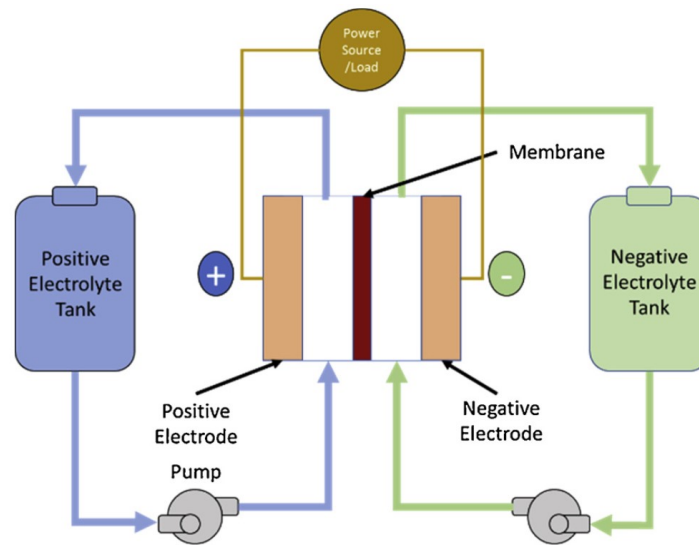 Power
Source
/Load
Membrane
Positive
Electrolyte
Tank
+
-
Negative
Electrolyte
Tank
Positive
Electrode
Negative
Electrode
Pump